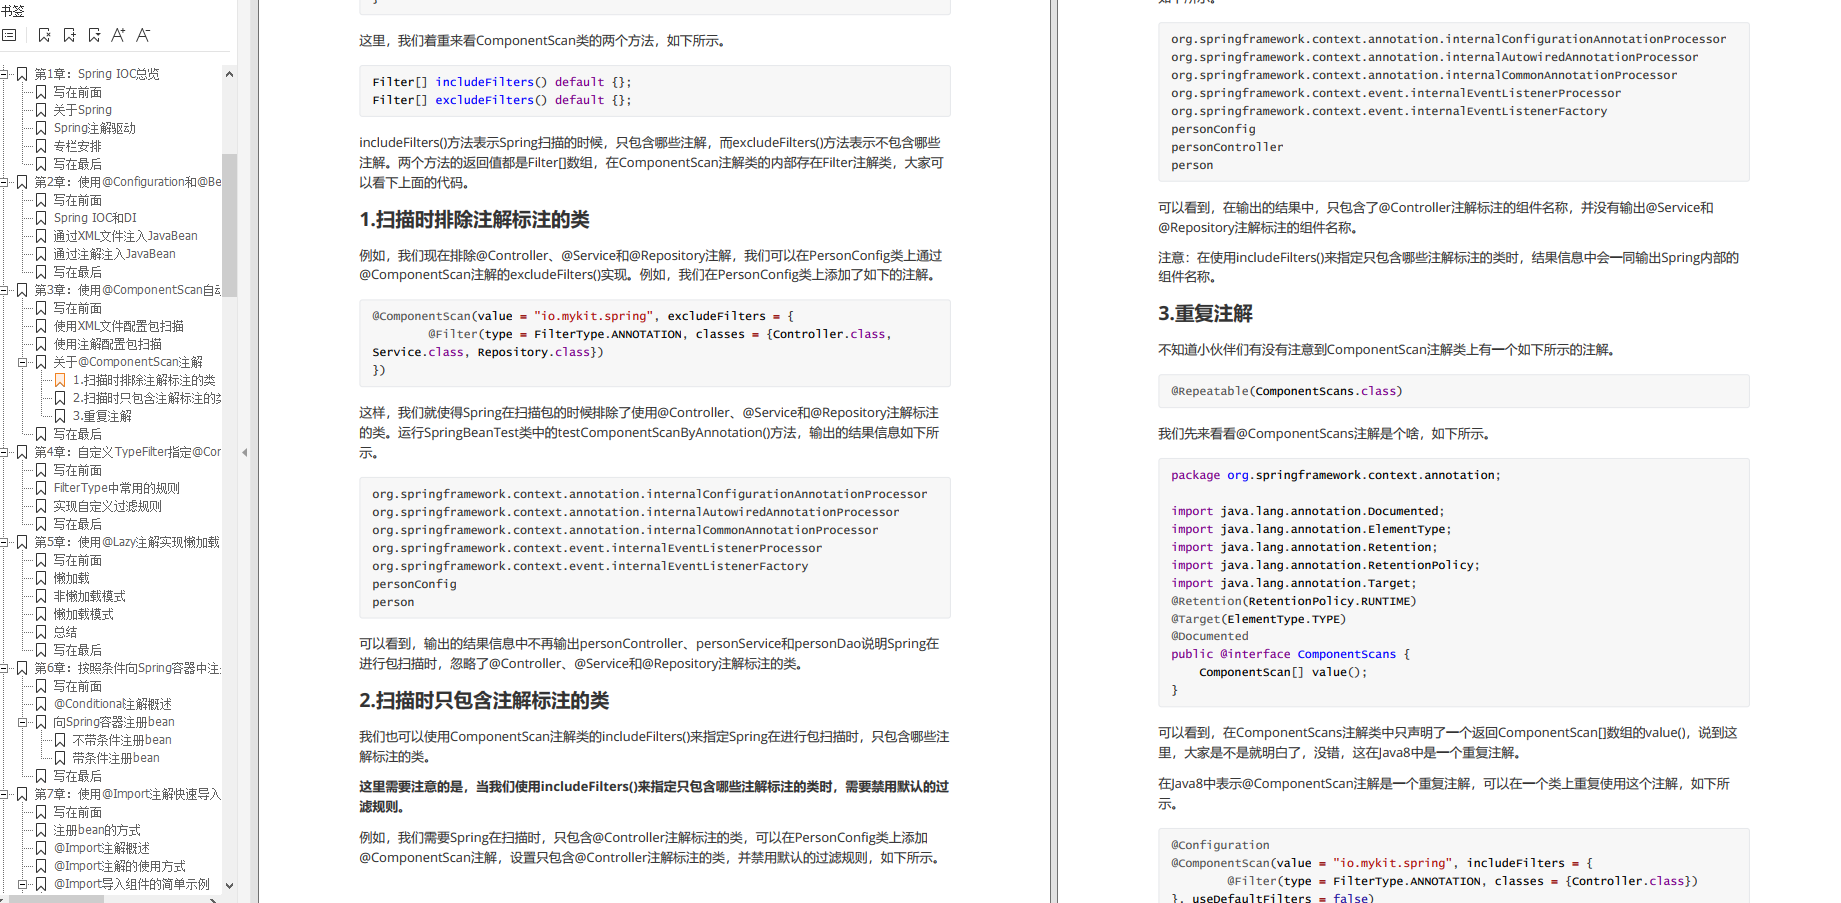 书签
第1章：Spring IOC总览
写在前面
关于Spring
Spring注解驱动
专栏安排
写在最后
第2章：使用@Configuration和@Be
写在前面
Spring IOC和DI
通过XML文件注入JavaBean
通过注解注入JavaBean
写在最后
第3章：使用@ComponentScan自动
写在前面
使用XML文件配置包扫描
使用注解配置包扫描
关于@ComponentScan注解
1.扫描时排除注解标注的类
2.扫描时只包含注解标注的类
3.重复注解
写在最后
第4章：自定义TypeFilter指定@Cor
写在前面
FilterType中常用的规则
实现自定义过滤规则
写在最后
第5章：使用@Lazy注解实现懒加载
写在前面
懒加载
非懒加载模式
懒加载模式
总结
写在最后
第6章：按照条件向Spring容器中注
写在前面
@Conditional注解概述
向Spring容器注册bean
不带条件注册bean
带条件注册bean
写在最后
第7章：使用@Import注解快速导入
写在前面
注册bean的方式
@Import注解概述
@Import注解的使用方式
@Import导入组件的简单示例
}
这里，我们着重来看ComponentScan类的两个方法，如下所示。
Filter[] includeFilters() default {};
Filter[] excludeFilters() default {};
includeFilters()方法表示Spring扫描的时候，只包含哪些注解，而excludeFilters()方法表示不包含哪些
注解。两个方法的返回值都是Filter[]数组，在ComponentScan注解类的内部存在Filter注解类，大家可
以看下上面的代码。
1.扫描时排除注解标注的类
例如，我们现在排除@Controller、@Service和@Repository注解，我们可以在PersonConfig类上通过
@ComponentScan注解的excludeFilters()实现。例如，我们在PersonConfig类上添加了如下的注解。
@ComponentScan(value = "io.mykit.spring", excludeFilters = {
@Filter(type = FilterType.ANNOTATION, classes = {Controller.class,
Service.class, Repository.class})
})
这样，我们就使得Spring在扫描包的时候排除了使用@Controller、@Service和@Repository注解标注
的类。运行SpringBeanTest类中的testComponentScanByAnnotation()方法，输出的结果信息如下所
示。
org.springframework.context.annotation.internalConfigurationAnnotationProcessor
org.springframework.context.annotation.internalAutowiredAnnotationProcessor
org.springframework.context.annotation.internalCommonAnnotationProcessor
org.springframework.context.event.internalEventListenerProcessor
org.springframework.context.event.internalEventListenerFactory
personConfig
person
可以看到，输出的结果信息中不再输出personController、personService和personDao说明Spring在
进行包扫描时，忽略了@Controller、@Service和@Repository注解标注的类。
2.扫描时只包含注解标注的类
我们也可以使用ComponentScan注解类的includeFilters()来指定Spring在进行包扫描时，只包含哪些注
解标注的类。
这里需要注意的是，当我们使用includeFilters()来指定只包含哪些注解标注的类时，需要禁用默认的过
滤规则。
例如，我们需要Spring在扫描时，只包含@Controller注解标注的类，可以在PersonConfig类上添加
@ComponentScan注解，设置只包含@Controller注解标注的类，并禁用默认的过滤规则，如下所示。
如下所示。
org.springframework.context.annotation.internalConfigurationAnnotationProcessor
org.springframework.context.annotation.internalAutowiredAnnotationProcessor
org.springframework.context.annotation.internalCommonAnnotationProcessor
org.springframework.context.event.internalEventListenerProcessor
org.springframework.context.event.internalEventListenerFactory
personConfig
personController
person
可以看到，在输出的结果中，只包含了@Controller注解标注的组件名称，并没有输出@Service和
@Repository注解标注的组件名称。
注意：在使用includeFilters()来指定只包含哪些注解标注的类时，结果信息中会一同输出Spring内部的
组件名称。
3.重复注解
不知道小伙伴们有没有注意到ComponentScan注解类上有一个如下所示的注解。
@Repeatable(ComponentScans.class)
我们先来看看@ComponentScans注解是个啥，如下所示。
package org.springframework.context.annotation;
import java.lang.annotation.Documented;
import java.lang.annotation.ElementType;
import java.lang.annotation.Retention;
import java.lang.annotation.RetentionPolicy;
import java.lang.annotation.Target;
@Retention(RetentionPolicy.RUNTIME)
@Target(ElementType.TYPE)
@Documented
public @interface ComponentScans {
ComponentScan[] value();
}
可以看到，在ComponentScans注解类中只声明了一个返回ComponentScan[]数组的value()，说到这
里，大家是不是就明白了，没错，这在Java8中是一个重复注解。
在Java8中表示@ComponentScan注解是一个重复注解，可以在一个类上重复使用这个注解，如下所
示。
@Configuration
@ComponentScan(value = "io.mykit.spring", includeFilters = {
@Filter(type = FilterType.ANNOTATION, classes = {Controller.class})
}, useDefaultFilters = false)